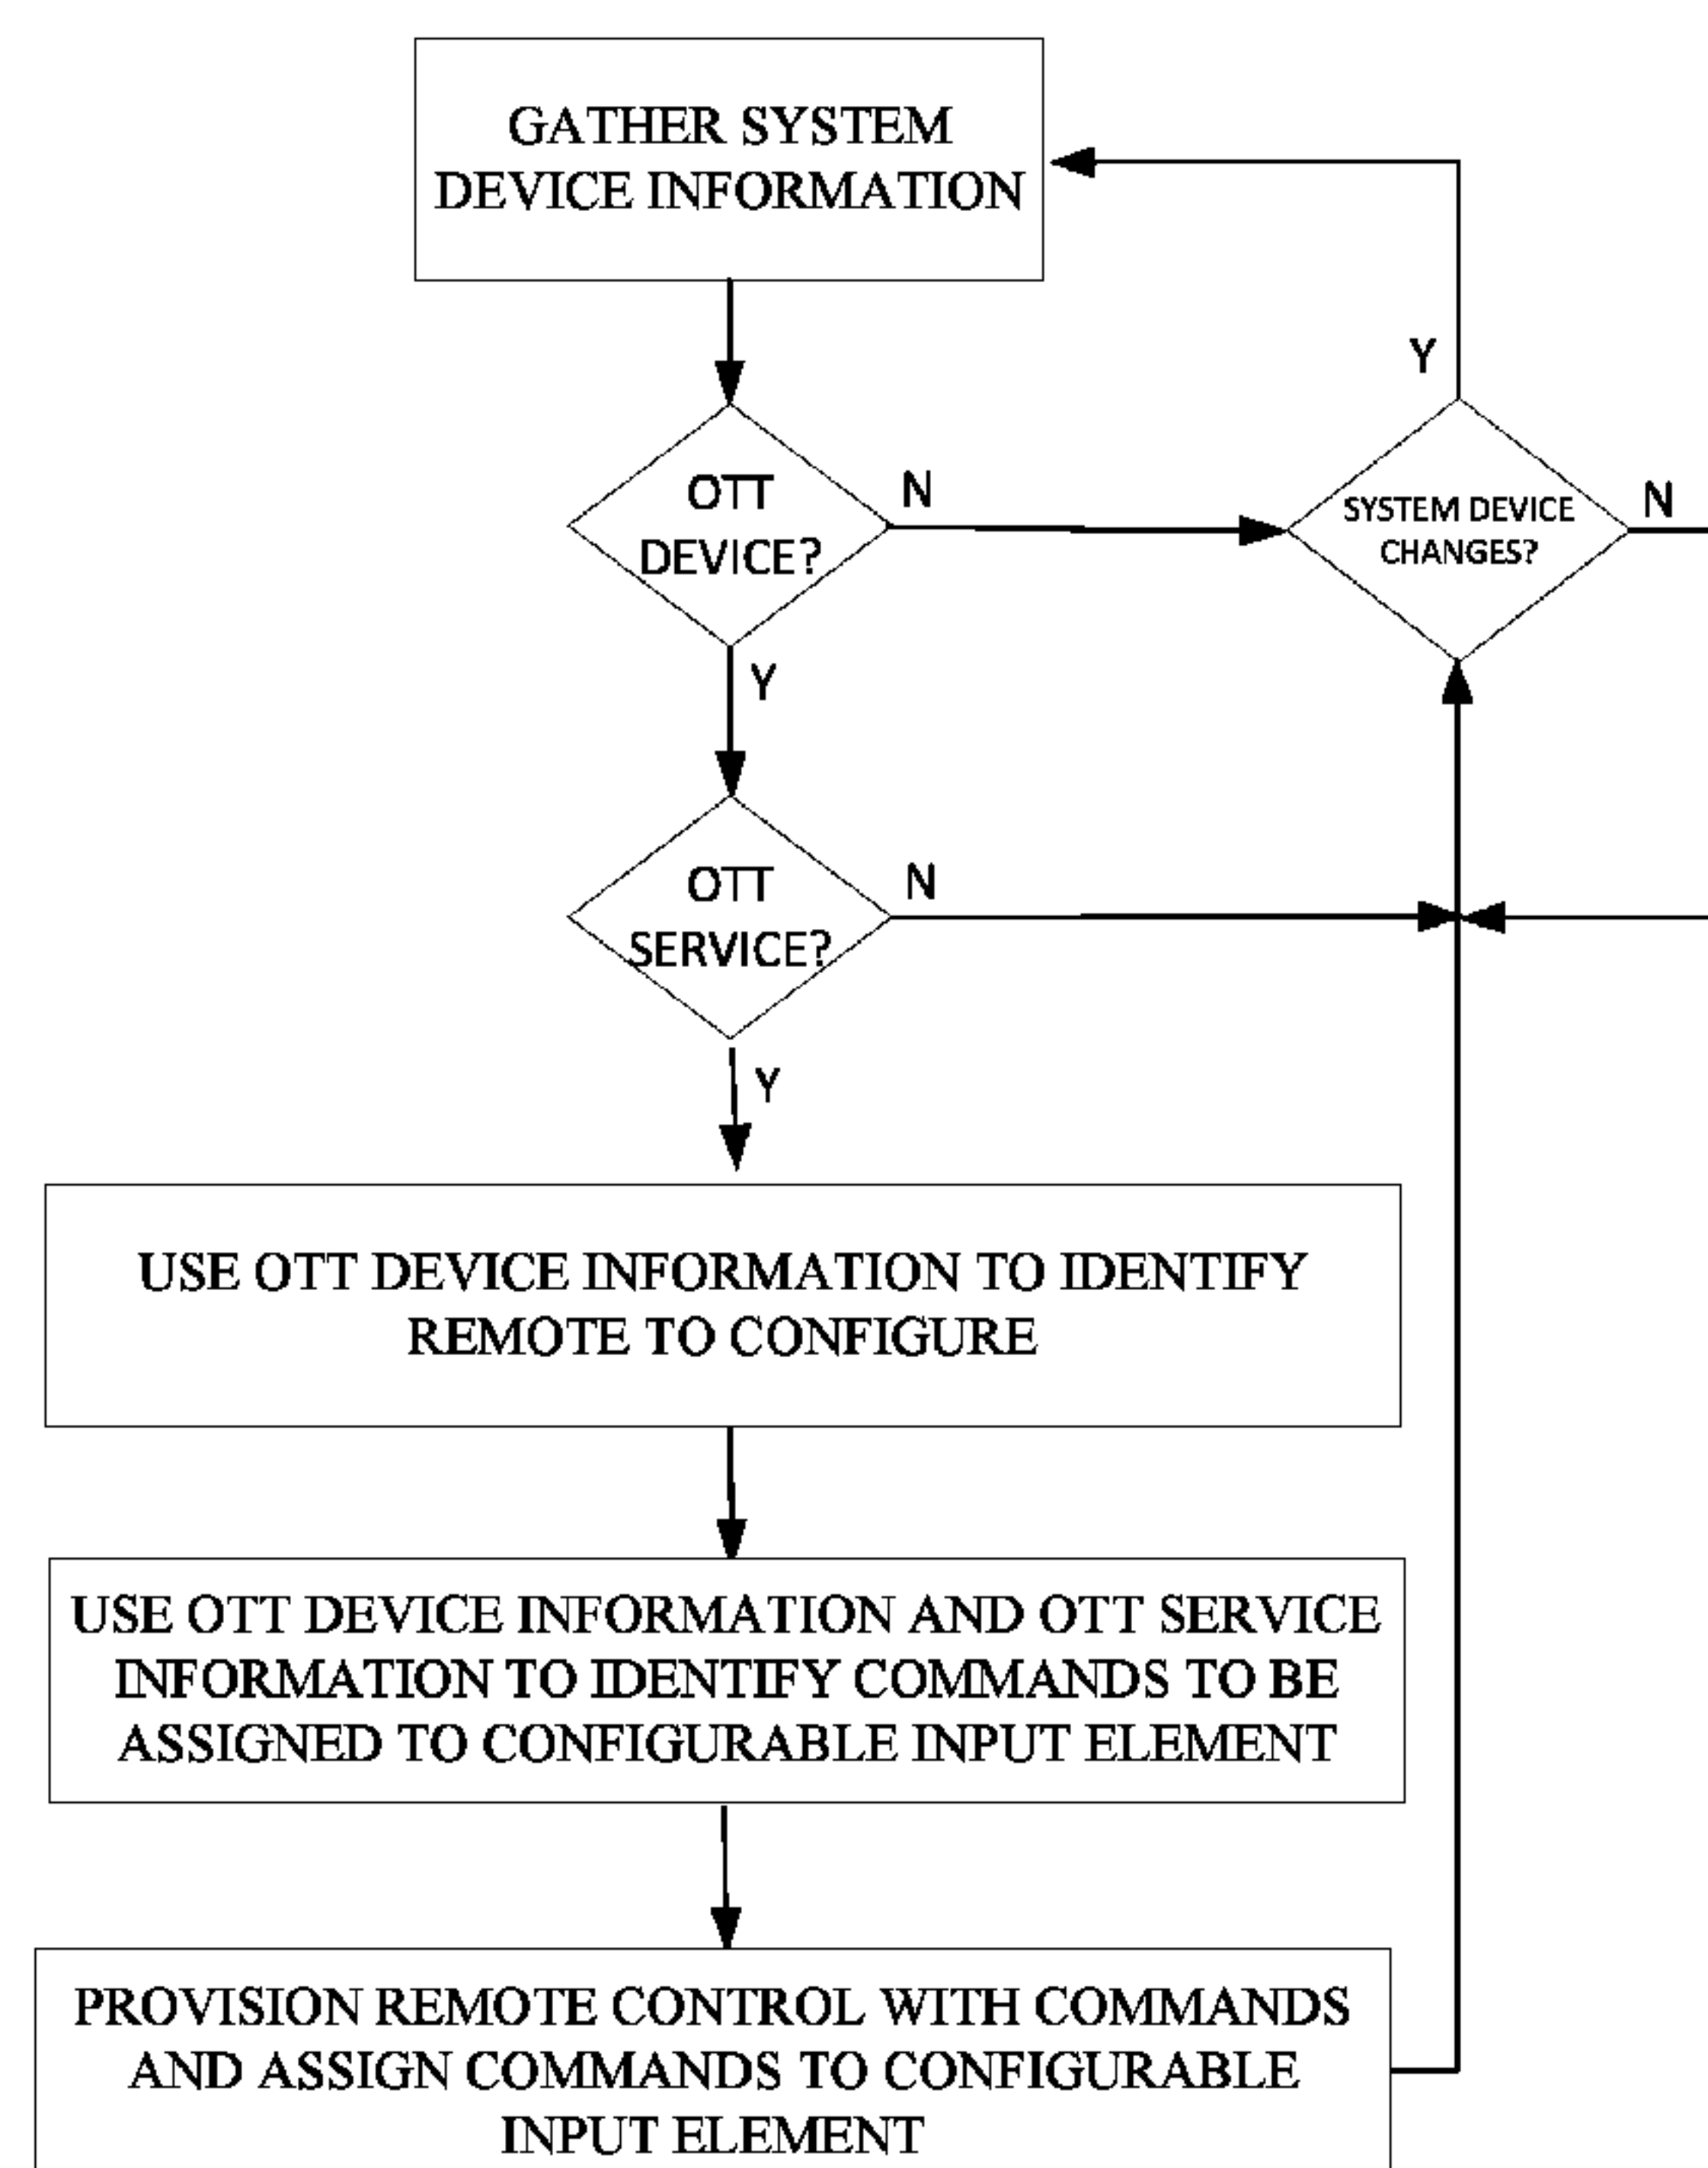 GATHER SYSTEM
DEVICE INFORMATION
Y
OTT
DEVICE?
N
SYSTEM DEVICE
CHANGES?
N
Y
OTT
SERVICE?
N
Y
USE OTT DEVICE INFORMATION TO IDENTIFY
REMOTE TO CONFIGURE
USE OTT DEVICE INFORMATION AND OTT SERVICE
INFORMATION TO IDENTIFY COMMANDS TO BE
ASSIGNED TO CONFIGURABLE INPUT ELEMENT
PROVISION REMOTE CONTROL WITH COMMANDS
AND ASSIGN COMMANDS TO CONFIGURABLE
INPUT ELEMENT